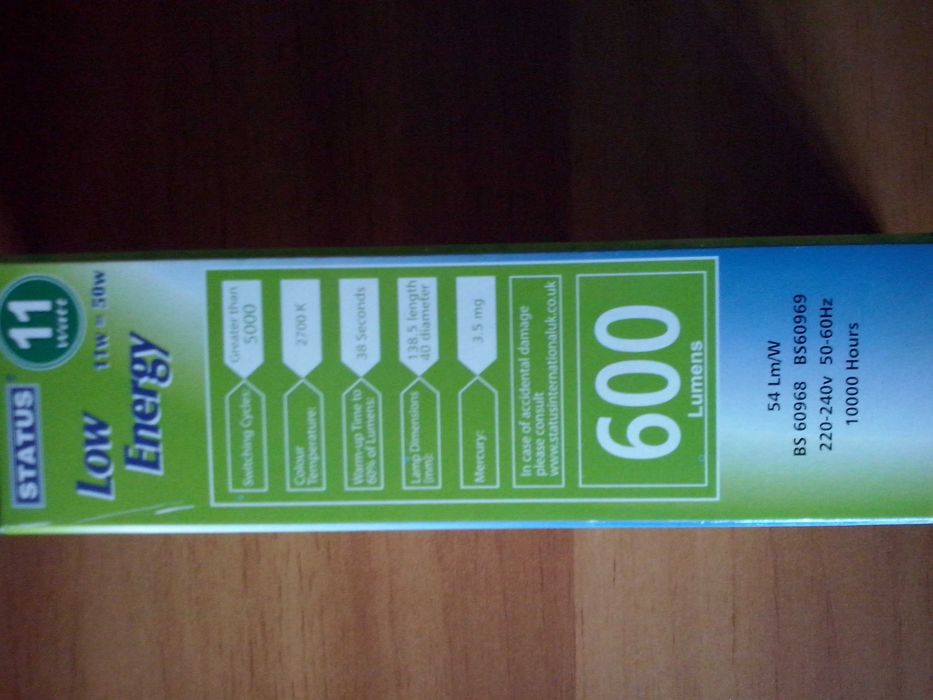 STATUS
11
Watt
Low
Energy
11w = 50w
Switching Cycles:
Greater than
5000
Colour
Temperature:
2700 K
Warm-up Time to
60% of Lumens:
38 Seconds
Lamp Dimensions
(mm):
138.5 length
40 diameter
Mercury:
3.5 mg
In case of accidental damage
please consult
www.statusinternationaluk.co.uk
600
Lumens
54 Lm/W
BS 60968 BS60969
220-240v 50-60Hz
10000 Hours